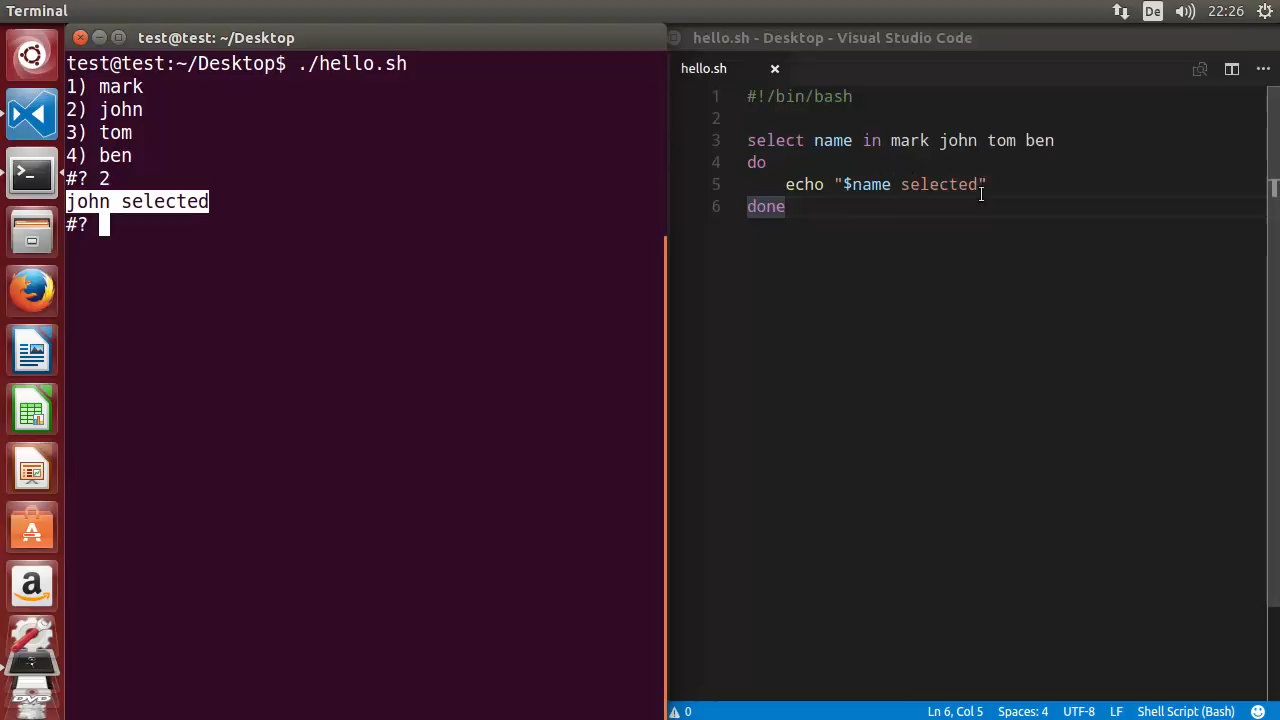 Terminal
De
22:26
test@test: ~/Desktop
test@test:~/Desktop$ ./hello.sh
1) mark
2) john
3) tom
4) ben
#? 2
john selected
#?
hello.sh - Desktop - Visual Studio Code
hello.sh
1 #!/bin/bash
2
3 select name in mark john tom ben
4 do
5     echo "$name selected"
6 done
0
Ln 6, Col 5
Spaces: 4
UTF-8
LF
Shell Script (Bash)
DVD